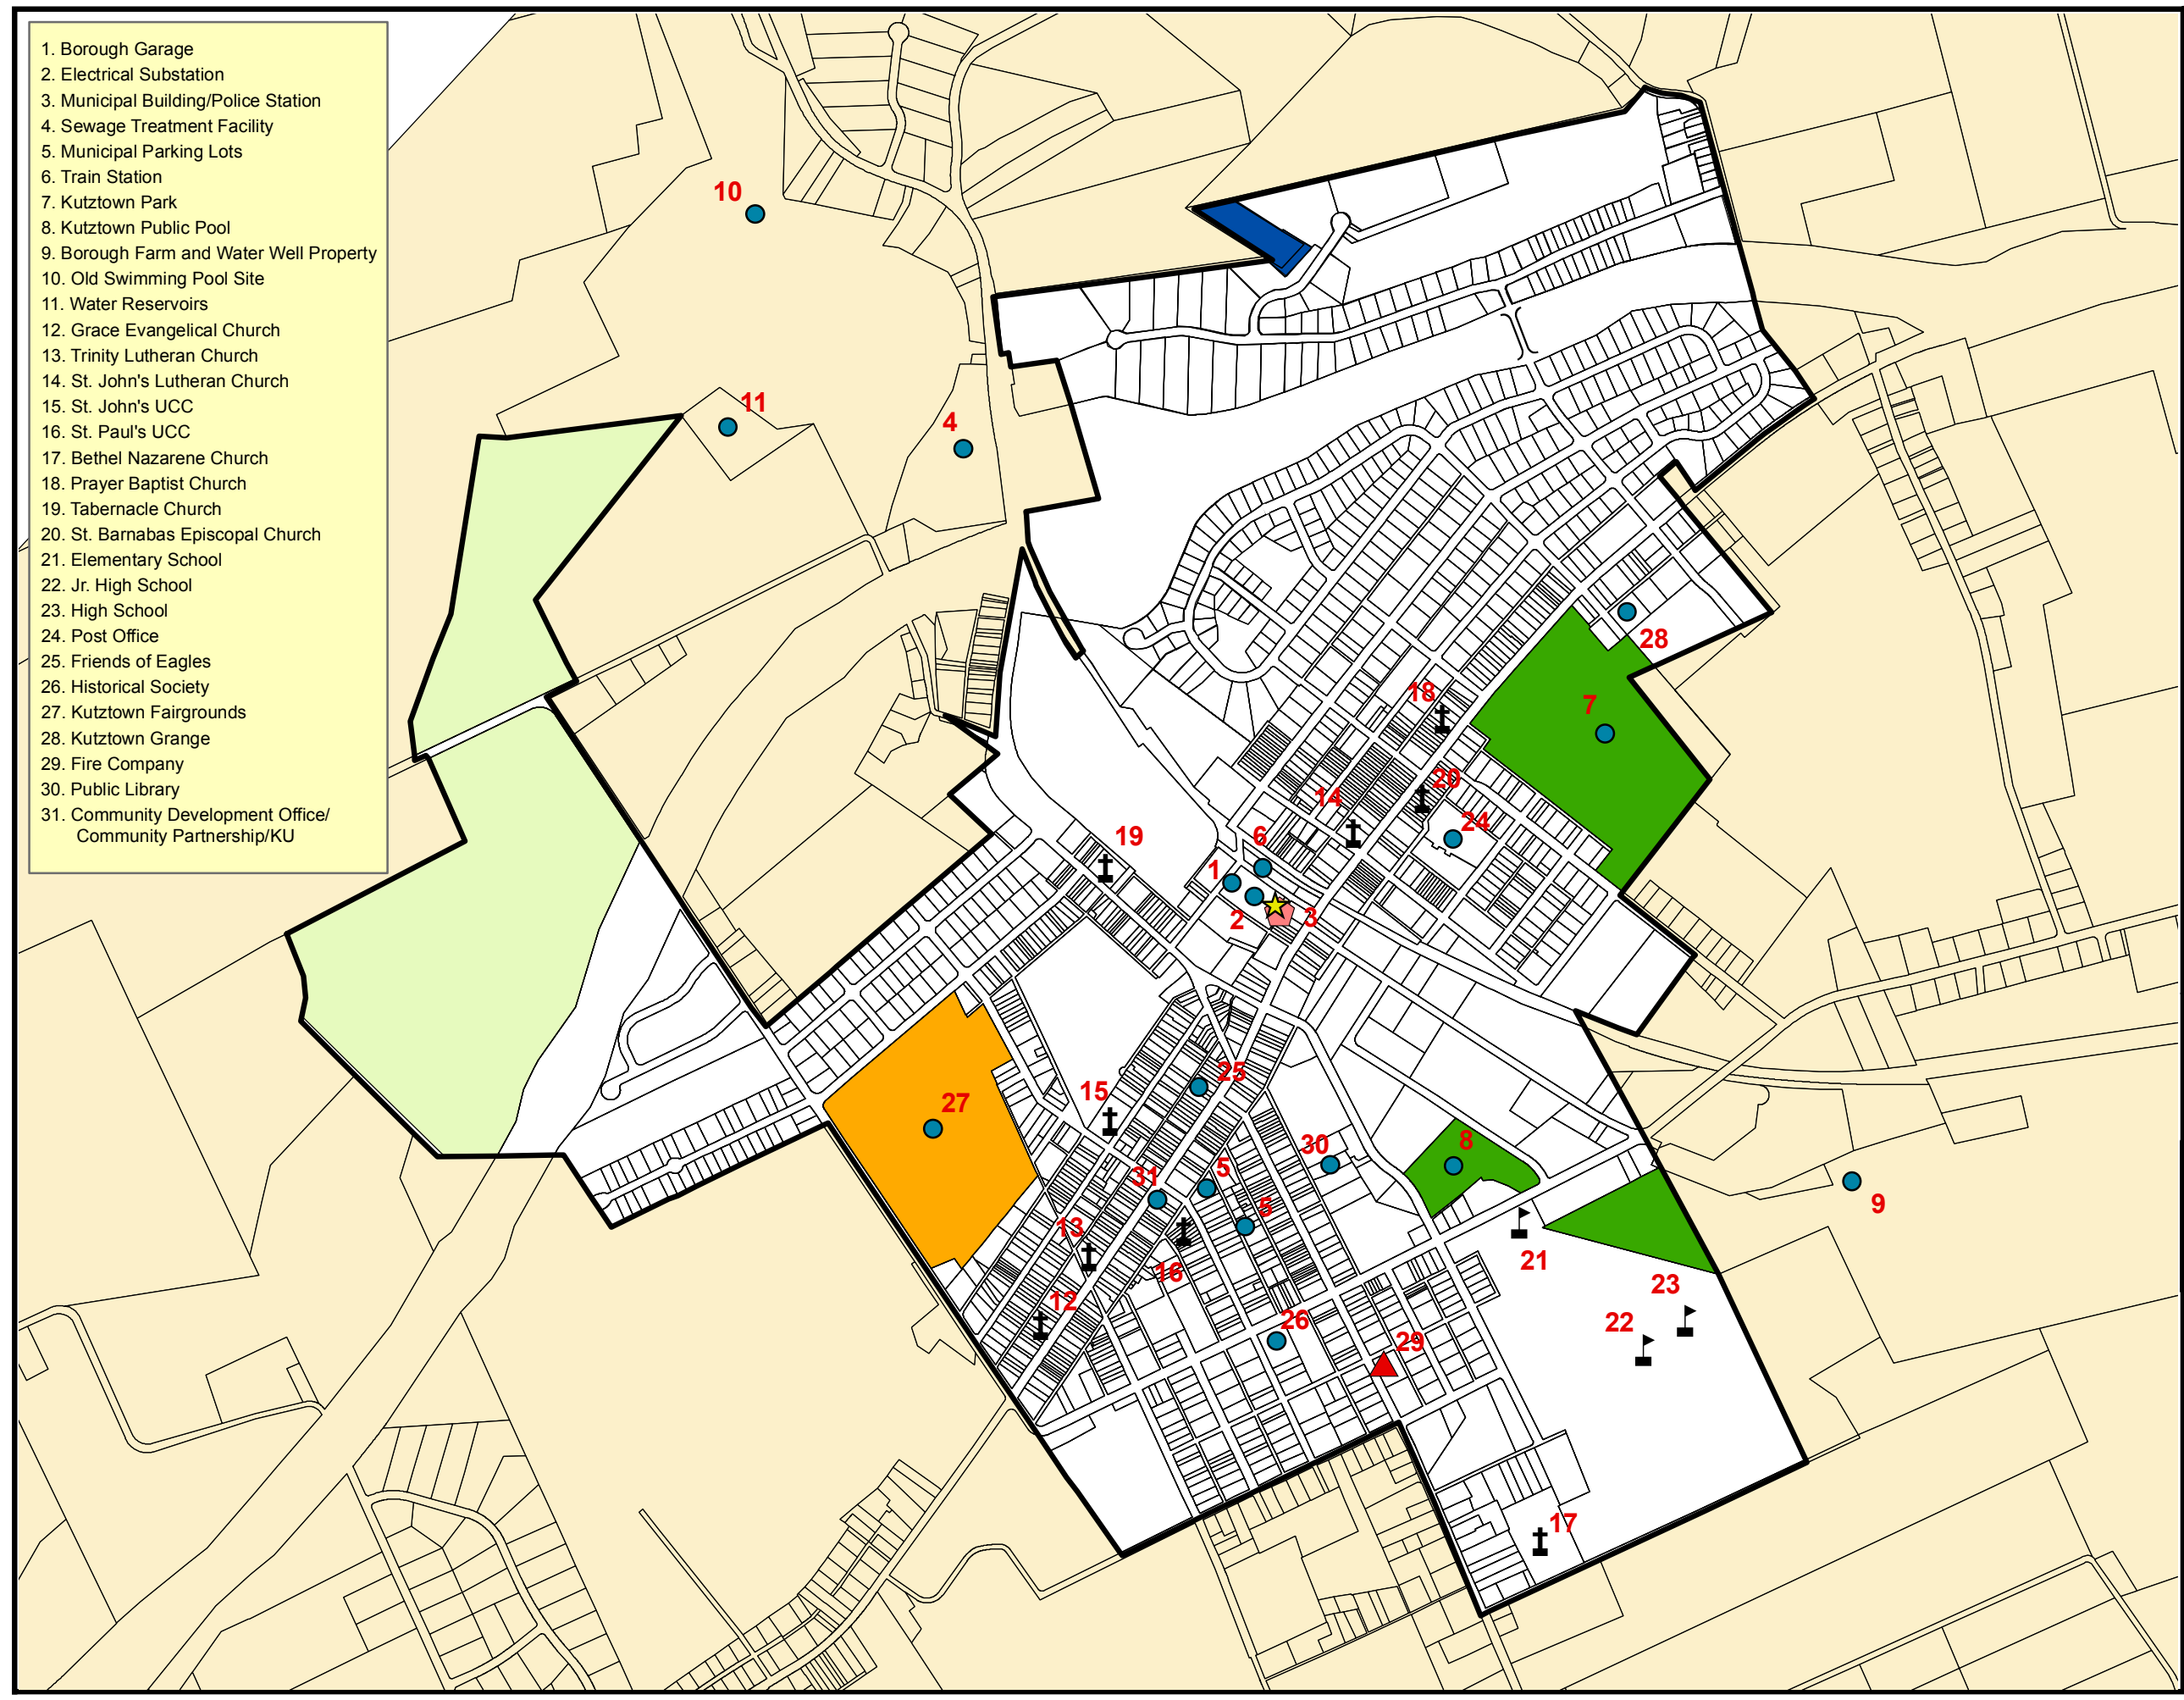 1. Borough Garage
2. Electrical Substation
3. Municipal Building/Police Station
4. Sewage Treatment Facility
5. Municipal Parking Lots
6. Train Station
7. Kutztown Park
8. Kutztown Public Pool
9. Borough Farm and Water Well Property
10. Old Swimming Pool Site
11. Water Reservoirs
12. Grace Evangelical Church
13. Trinity Lutheran Church
14. St. John's Lutheran Church
15. St. John's UCC
16. St. Paul's UCC
17. Bethel Nazarene Church
18. Prayer Baptist Church
19. Tabernacle Church
20. St. Barnabas Episcopal Church
21. Elementary School
22. Jr. High School
23. High School
24. Post Office
25. Friends of Eagles
26. Historical Society
27. Kutztown Fairgrounds
28. Kutztown Grange
29. Fire Company
30. Public Library
31. Community Development Office/
Community Partnership/KU
10
11
4
28
18
7
20
14
24
6
19
1
2
3
25
15
27
30
8
5
31
9
5
13
21
16
23
12
26
22
29
17